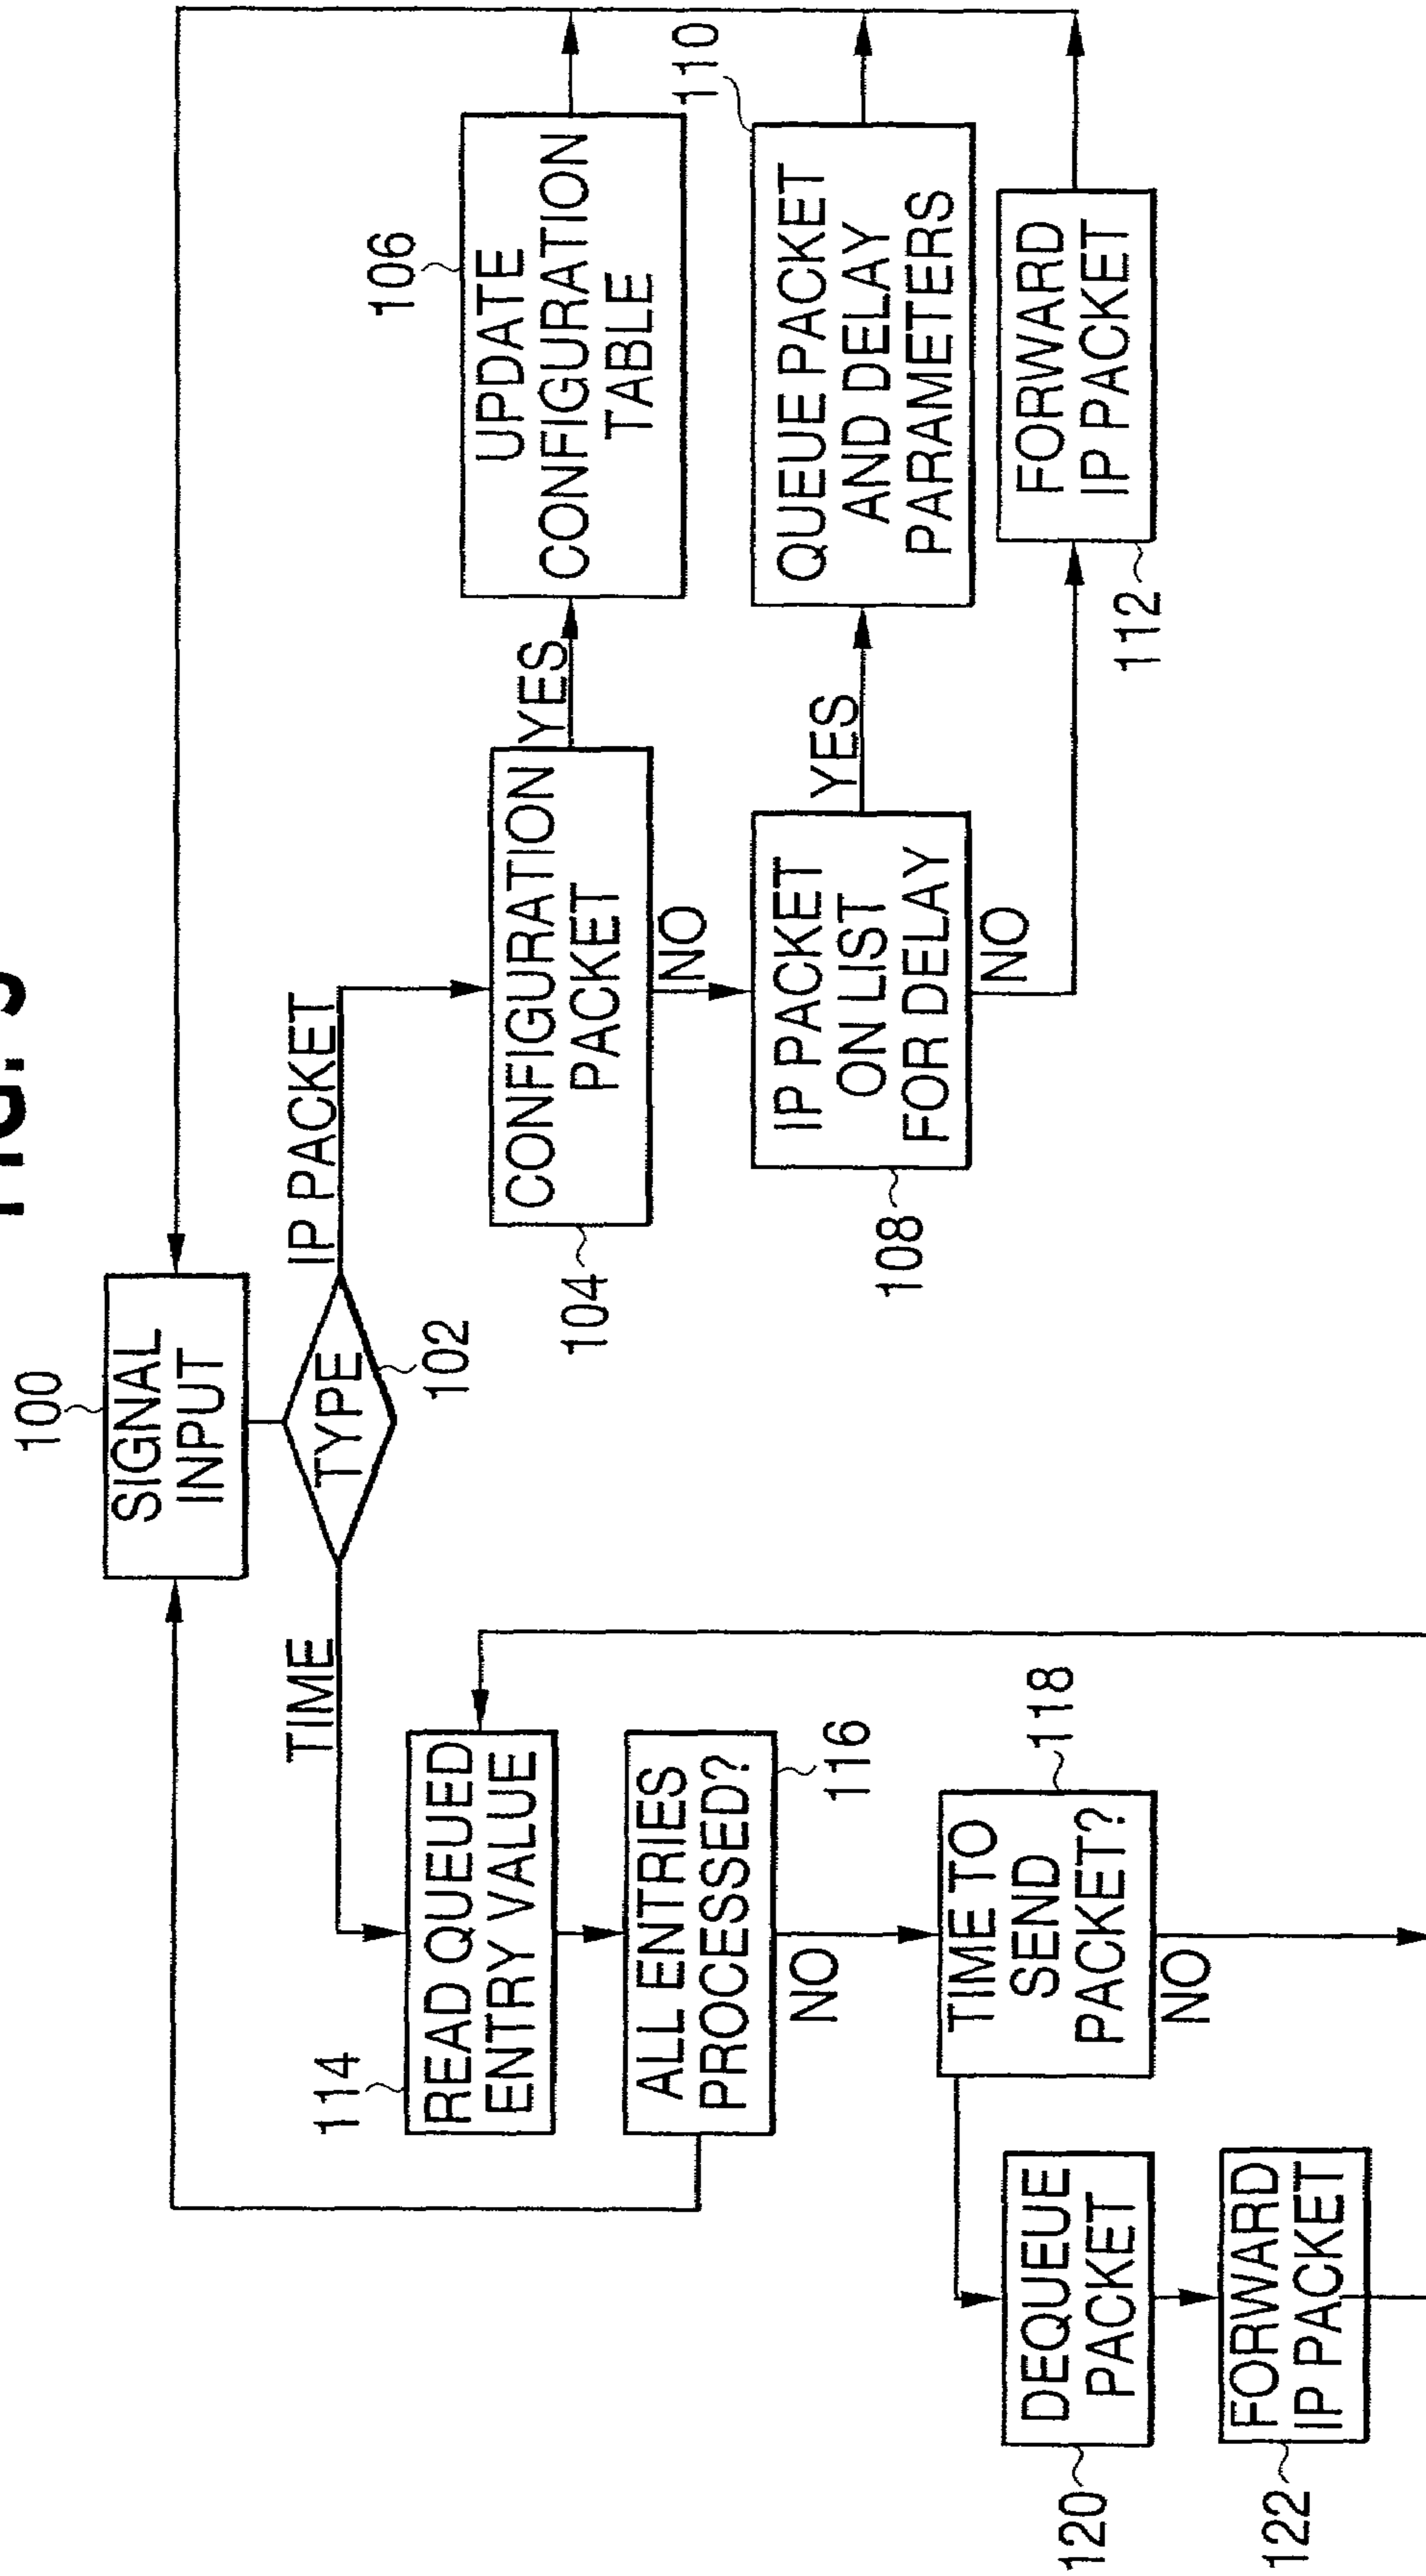 100
SIGNAL
INPUT
TYPE
102
TIME
IP PACKET
114
READ QUEUED
ENTRY VALUE
ALL ENTRIES
PROCESSED?
116
NO
TIME TO
SEND
PACKET?
118
NO
DEQUEUE
PACKET
120
FORWARD
IP PACKET
122
CONFIGURATION
PACKET
104
YES
NO
UPDATE
CONFIGURATION
TABLE
106
IP PACKET
ON LIST
FOR DELAY
108
YES
NO
QUEUE PACKET
AND DELAY
PARAMETERS
110
FORWARD
IP PACKET
112